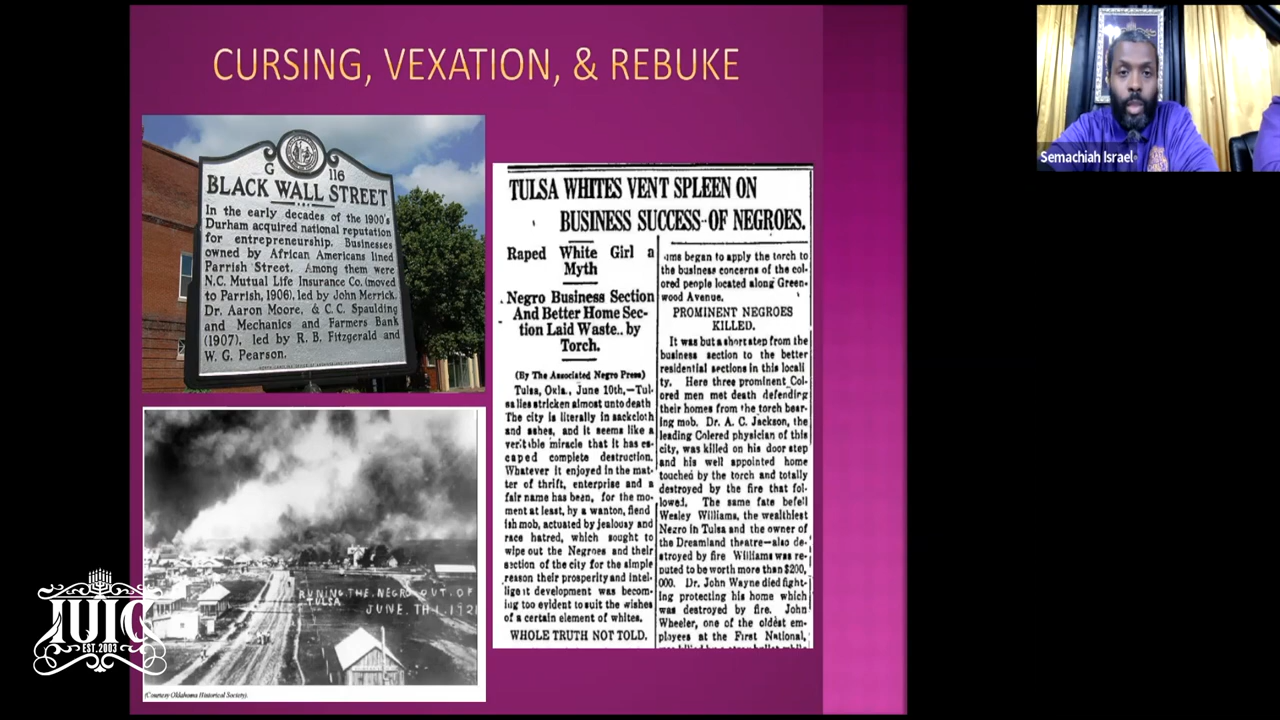 CURSING, VEXATION, & REBUKE
G 116
BLACK WALL STREET
In the early decades of the 1900's
Durham acquired national reputation
for entrepreneurship. Businesses
owned by African Americans lined
Parrish Street. Among them were
N.C. Mutual Life Insurance Co. (moved
to Parrish, 1906), led by John Merrick,
Dr. Aaron Moore, & C.C. Spaulding
and Mechanics and Farmers Bank
(1907), led by R. B. Fitzgerald and
W. G. Pearson.
RUNING THE NEGRO OUT OF
TULSA
JUNE. TH 1. 1921
(Courtesy Oklahoma Historical Society).
TULSA WHITES VENT SPLEEN ON
BUSINESS SUCCESS OF NEGROES.
Raped White Girl a
Myth
Negro Business Section
And Better Home Sec-
tion Laid Waste.. by
Torch.
(By The Associated Negro Press)
Tulsa, Okla., June 10th,—Tul-
sa lies stricken almost unto death
The city is literally in sackcloth
and ashes, and it seems like a
veritable miracle that it has es-
caped complete destruction.
Whatever it enjoyed in the mat-
ter of thrift, enterprise and a
fair name has been, for the mo-
ment at least, by a wanton, fiend
ish mob, actuated by jealousy and
race hatred, which sought to
wipe out the Negroes and their
section of the city for the simple
reason their prosperity and intel-
ligent development was becom-
ing too evident to suit the wishes
of a certain element of whites.
WHOLE TRUTH NOT TOLD.
began to apply the torch to
the business concerns of the col-
ored people located along Green-
wood Avenue.
PROMINENT NEGROES
KILLED.
It was but a short step from the
business section to the better
residential sections in this locali
ty. Here three prominent Col-
ored men met death defending
their homes from the torch bear-
ing mob. Dr. A. C. Jackson, the
leading Colered physician of this
city, was killed on his door step
and his well appointed home
touched by the torch and totally
destroyed by the fire that fol-
lowed. The same fate befell
Wesley Williams, the wealthiest
Negro in Tulsa and the owner of
the Dreamland theatre—also de-
stroyed by fire Williams was re-
puted to be worth more than $200,
000. Dr. John Wayne died fight-
ing protecting his home which
was destroyed by fire. John
Wheeler, one of the oldest em-
ployees at the First National,
Semachiah Israel
IUIC
EST. 2003